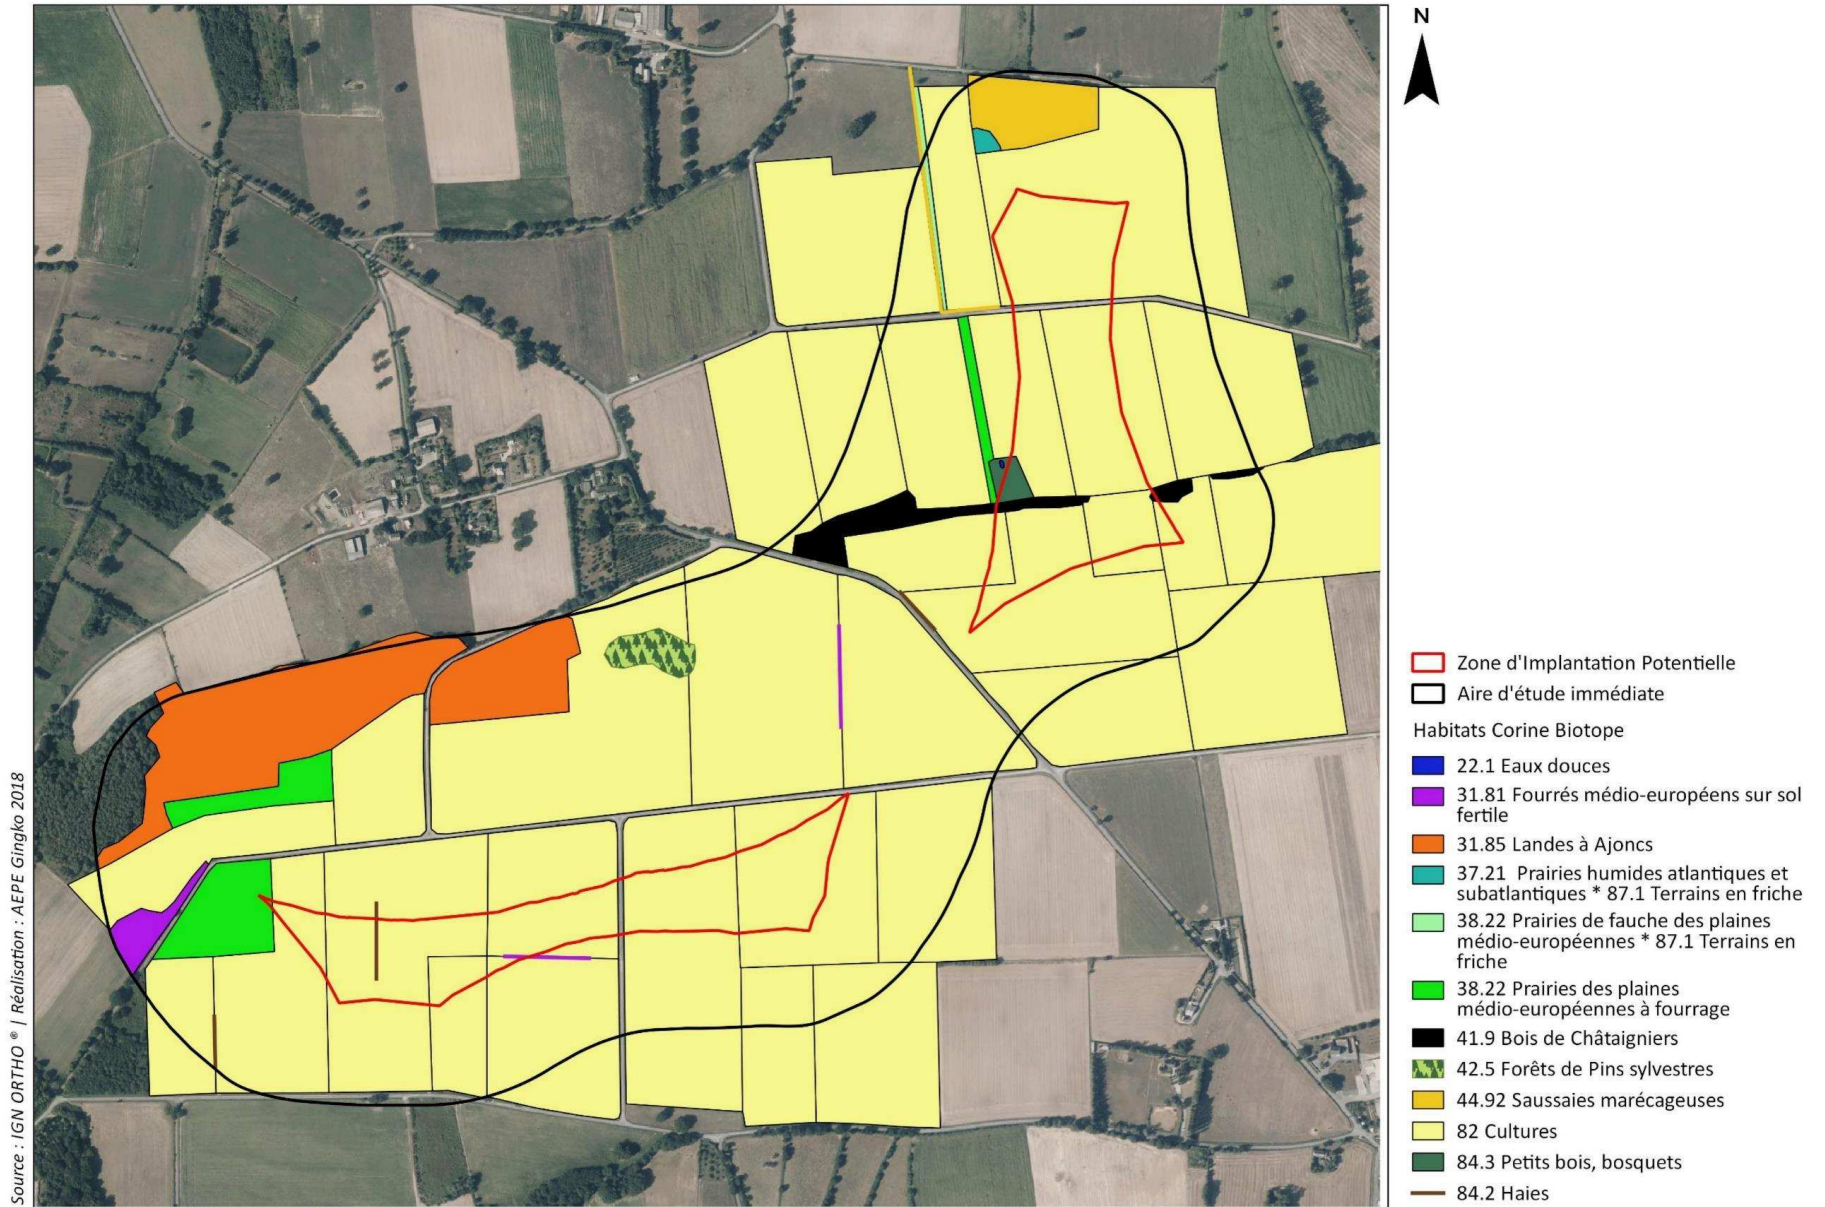 N
Zone d'Implantation Potentielle
Aire d'étude immédiate
Habitats Corine Biotope
22.1 Eaux douces
31.81 Fourrés médio-européens sur sol
fertile
31.85 Landes à Ajoncs
37.21 Prairies humides atlantiques et
subatlantiques * 87.1 Terrains en friche
38.22 Prairies de fauche des plaines
médio-européennes * 87.1 Terrains en
friche
38.22 Prairies des plaines
médio-européennes à fourrage
41.9 Bois de Châtaigniers
42.5 Forêts de Pins sylvestres
44.92 Saussaies marécageuses
82 Cultures
84.3 Petits bois, bosquets
84.2 Haies
Source : IGN ORTHO ® | Réalisation : AEPE Gingko 2018